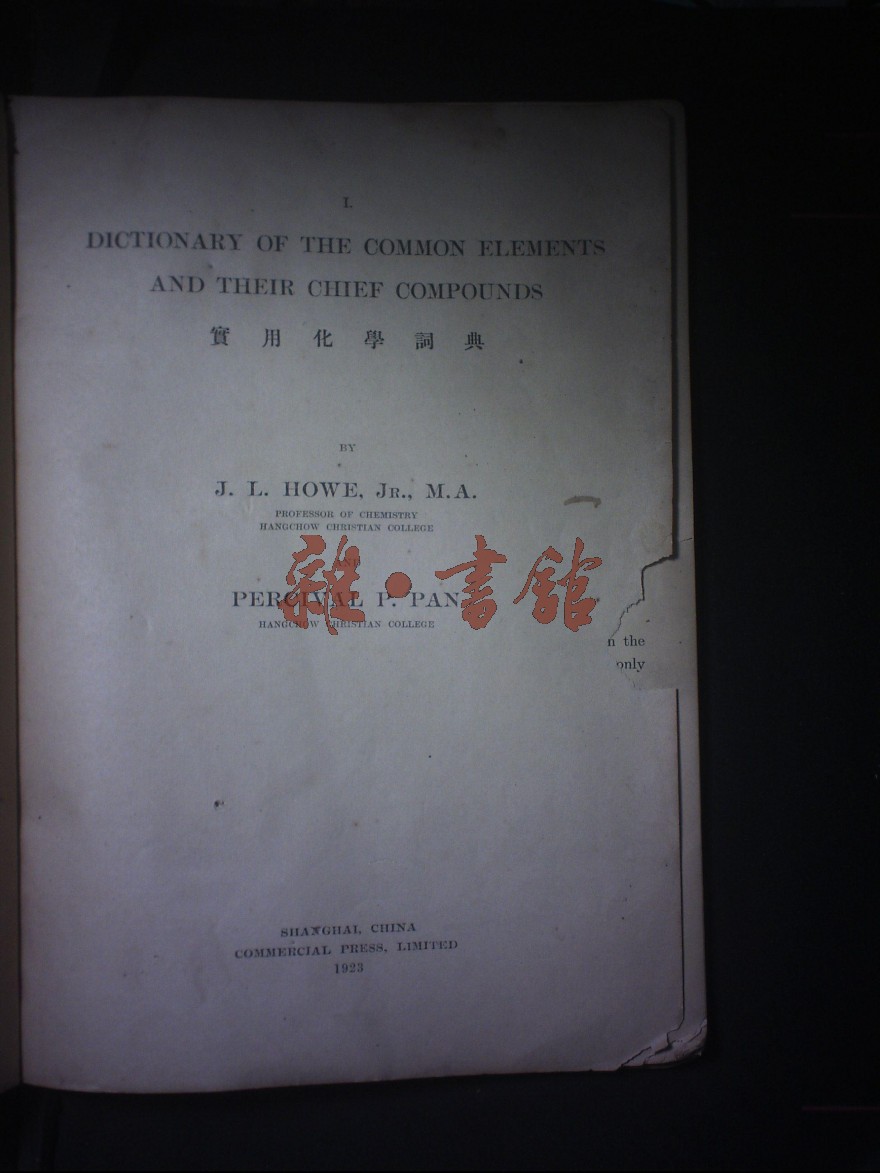 I.
DICTIONARY OF THE COMMON ELEMENTS
AND THEIR CHIEF COMPOUNDS
實用化學詞典
BY
J. L. HOWE, JR., M.A.
PROFESSOR OF CHEMISTRY
HANGCHOW CHRISTIAN COLLEGE
AND
雜·書館
PERCIVAL P. PAN
HANGCHOW CHRISTIAN COLLEGE
n the
only
SHANGHAI, CHINA
COMMERCIAL PRESS, LIMITED
1923